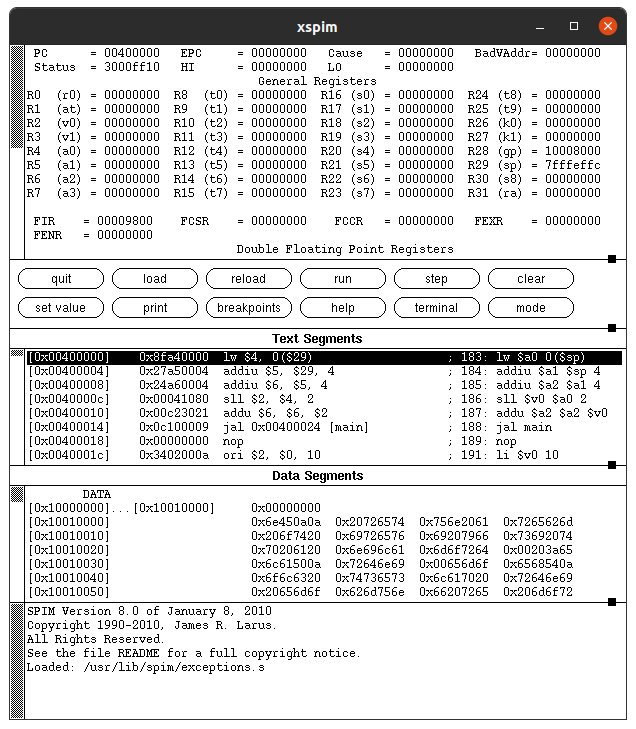 xspim
PC = 00400000 EPC = 00000000 Cause = 00000000 BadVAddr= 00000000
Status = 3000ff10 HI = 00000000 LO = 00000000
General Registers
R0 (r0) = 00000000 R8 (t0) = 00000000 R16 (s0) = 00000000 R24 (t8) = 00000000
R1 (at) = 00000000 R9 (t1) = 00000000 R17 (s1) = 00000000 R25 (t9) = 00000000
R2 (v0) = 00000000 R10 (t2) = 00000000 R18 (s2) = 00000000 R26 (k0) = 00000000
R3 (v1) = 00000000 R11 (t3) = 00000000 R19 (s3) = 00000000 R27 (k1) = 00000000
R4 (a0) = 00000000 R12 (t4) = 00000000 R20 (s4) = 00000000 R28 (gp) = 10008000
R5 (a1) = 00000000 R13 (t5) = 00000000 R21 (s5) = 00000000 R29 (sp) = 7fffeffc
R6 (a2) = 00000000 R14 (t6) = 00000000 R22 (s6) = 00000000 R30 (s8) = 00000000
R7 (a3) = 00000000 R15 (t7) = 00000000 R23 (s7) = 00000000 R31 (ra) = 00000000
FIR = 00009800 FCSR = 00000000 FCCR = 00000000 FEXR = 00000000
FENR = 00000000
Double Floating Point Registers
quit load reload run step clear
set value print breakpoints help terminal mode
Text Segments
[0x00400000] 0x8fa40000 lw $4, 0($29) ; 183: lw $a0 0($sp)
[0x00400004] 0x27a50004 addiu $5, $29, 4 ; 184: addiu $a1 $sp 4
[0x00400008] 0x24a60004 addiu $6, $5, 4 ; 185: addiu $a2 $a1 4
[0x0040000c] 0x00041080 sll $2, $4, 2 ; 186: sll $v0 $a0 2
[0x00400010] 0x00c23021 addu $6, $6, $2 ; 187: addu $a2 $a2 $v0
[0x00400014] 0x0c100009 jal 0x00400024 [main] ; 188: jal main
[0x00400018] 0x00000000 nop ; 189: nop
[0x0040001c] 0x3402000a ori $2, $0, 10 ; 191: li $v0 10
Data Segments
DATA
[0x10000000]...[0x10010000] 0x00000000
[0x10010000] 0x6e450a0a 0x20726574 0x756e2061 0x7265626d
[0x10010010] 0x206f7420 0x69726576 0x69207966 0x73692074
[0x10010020] 0x70206120 0x6e696c61 0x6d6f7264 0x00203a65
[0x10010030] 0x6c61500a 0x72646e69 0x00656d6f 0x6568540a
[0x10010040] 0x6f6c6320 0x74736573 0x6c617020 0x72646e69
[0x10010050] 0x20656d6f 0x626d756e 0x66207265 0x206d6f72
SPIM Version 8.0 of January 8, 2010
Copyright 1990-2010, James R. Larus.
All Rights Reserved.
See the file README for a full copyright notice.
Loaded: /usr/lib/spim/exceptions.s